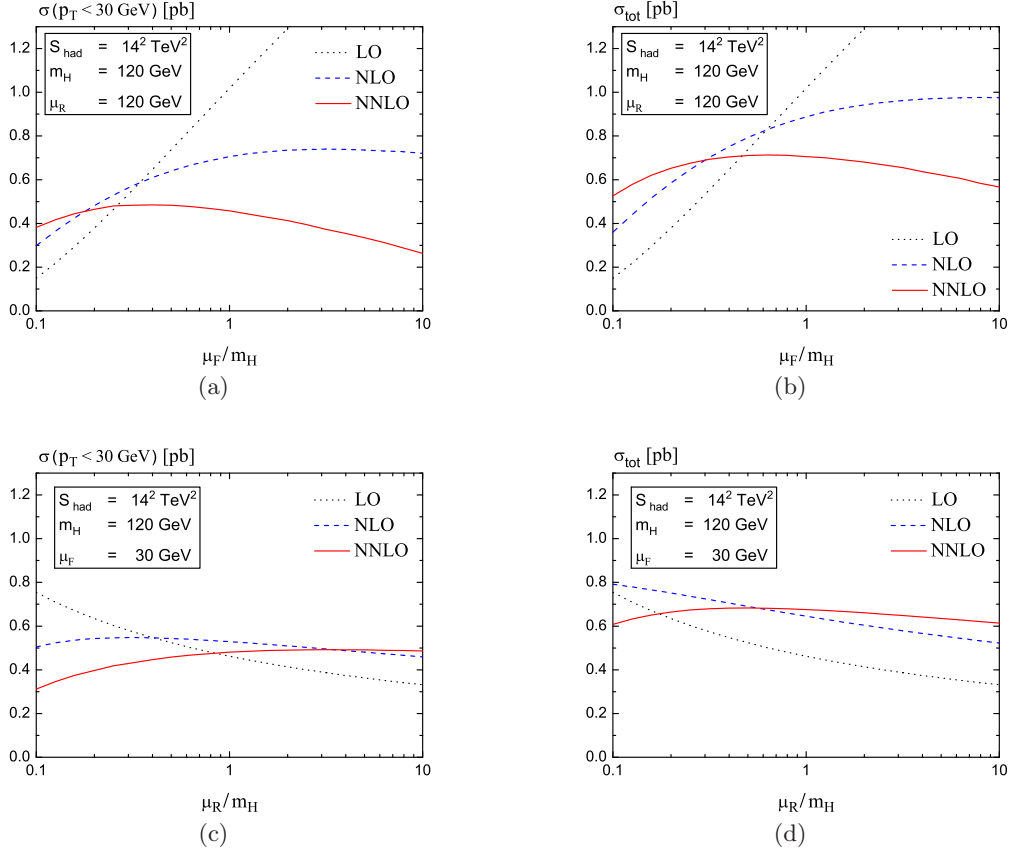 σ (p_T < 30 GeV) [pb]
1.2
1.0
0.8
0.6
0.4
0.2
0.0
S_had = 14² TeV²
m_H = 120 GeV
μ_R = 120 GeV
LO
NLO
NNLO
0.1 1 10
μ_F / m_H
(a)
σ_tot [pb]
1.2
1.0
0.8
0.6
0.4
0.2
0.0
S_had = 14² TeV²
m_H = 120 GeV
μ_R = 120 GeV
LO
NLO
NNLO
0.1 1 10
μ_F / m_H
(b)
σ (p_T < 30 GeV) [pb]
1.2
1.0
0.8
0.6
0.4
0.2
0.0
S_had = 14² TeV²
m_H = 120 GeV
μ_F = 30 GeV
LO
NLO
NNLO
0.1 1 10
μ_R / m_H
(c)
σ_tot [pb]
1.2
1.0
0.8
0.6
0.4
0.2
0.0
S_had = 14² TeV²
m_H = 120 GeV
μ_F = 30 GeV
LO
NLO
NNLO
0.1 1 10
μ_R / m_H
(d)